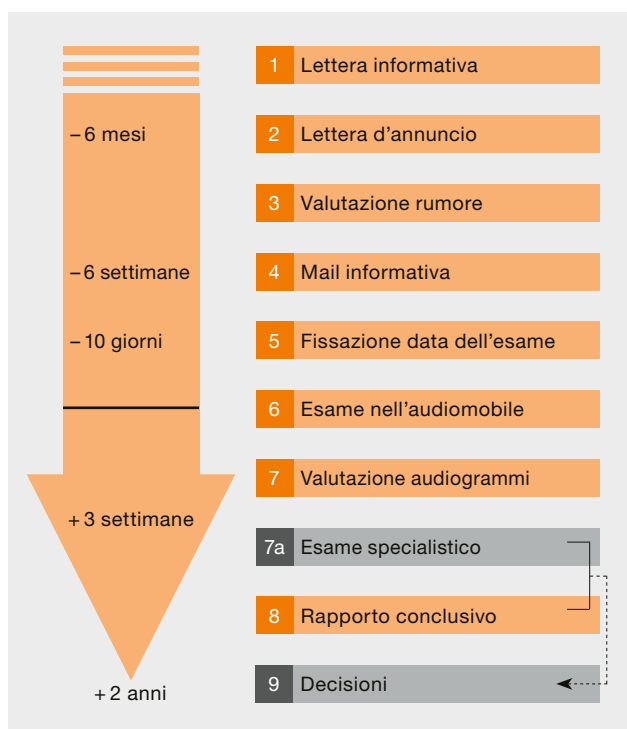 1 Lettera informativa
– 6 mesi
2 Lettera d'annuncio
3 Valutazione rumore
– 6 settimane
4 Mail informativa
– 10 giorni
5 Fissazione data dell'esame
6 Esame nell'audiomobile
7 Valutazione audiogrammi
+ 3 settimane
7a Esame specialistico
8 Rapporto conclusivo
+ 2 anni
9 Decisioni